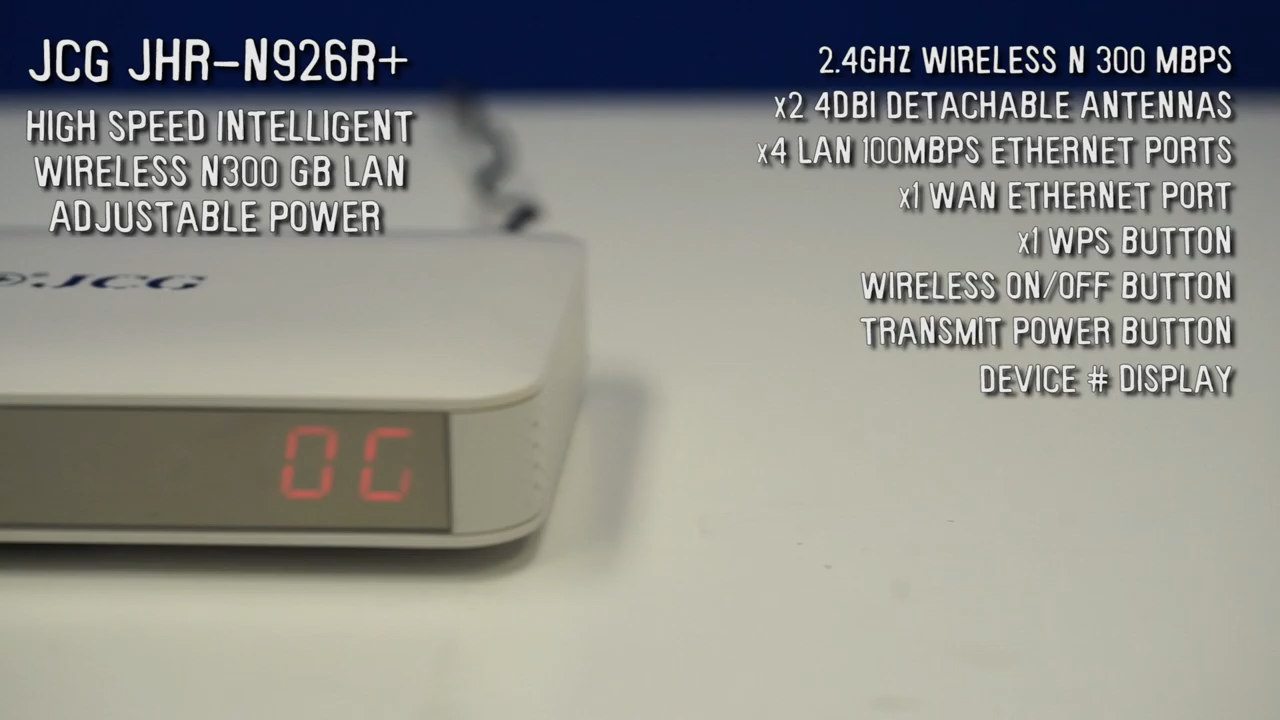 JCG JHR-N926R+
HIGH SPEED INTELLIGENT
WIRELESS N300 GB LAN
ADJUSTABLE POWER
2.4GHZ WIRELESS N 300 MBPS
x2 4DBI DETACHABLE ANTENNAS
x4 LAN 100MBPS ETHERNET PORTS
x1 WAN ETHERNET PORT
x1 WPS BUTTON
WIRELESS ON/OFF BUTTON
TRANSMIT POWER BUTTON
DEVICE # DISPLAY
JCG